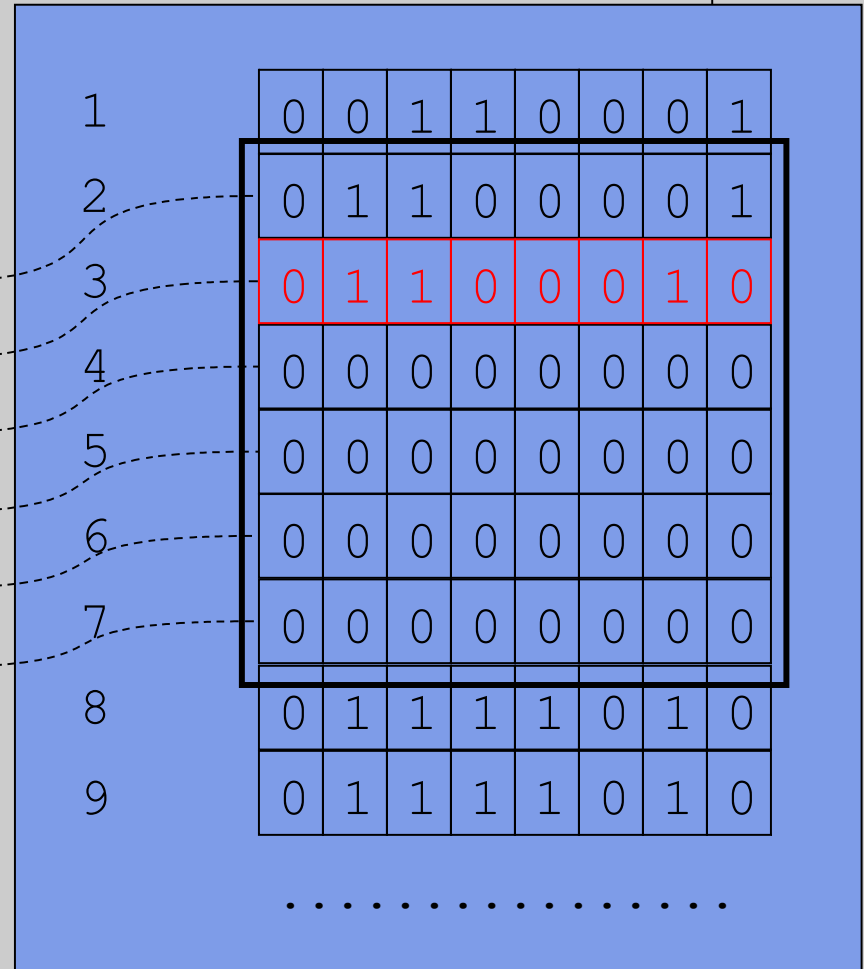 1 0 0 1 1 0 0 0 1
2 0 1 1 0 0 0 0 1
3 0 1 1 0 0 0 1 0
4 0 0 0 0 0 0 0 0
5 0 0 0 0 0 0 0 0
6 0 0 0 0 0 0 0 0
7 0 0 0 0 0 0 0 0
8 0 1 1 1 1 0 1 0
9 0 1 1 1 1 0 1 0
................